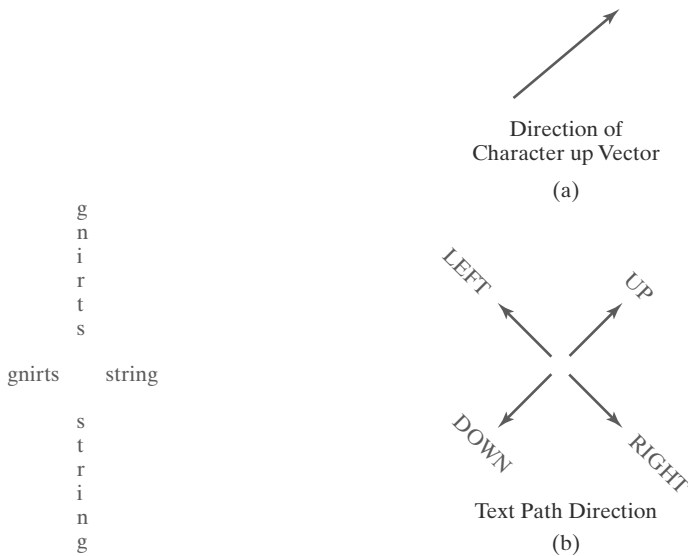 Direction of
Character up Vector
(a)
g
n
i
r
t
s
gnirts string
s
t
r
i
n
g
LEFT
UP
DOWN
RIGHT
Text Path Direction
(b)